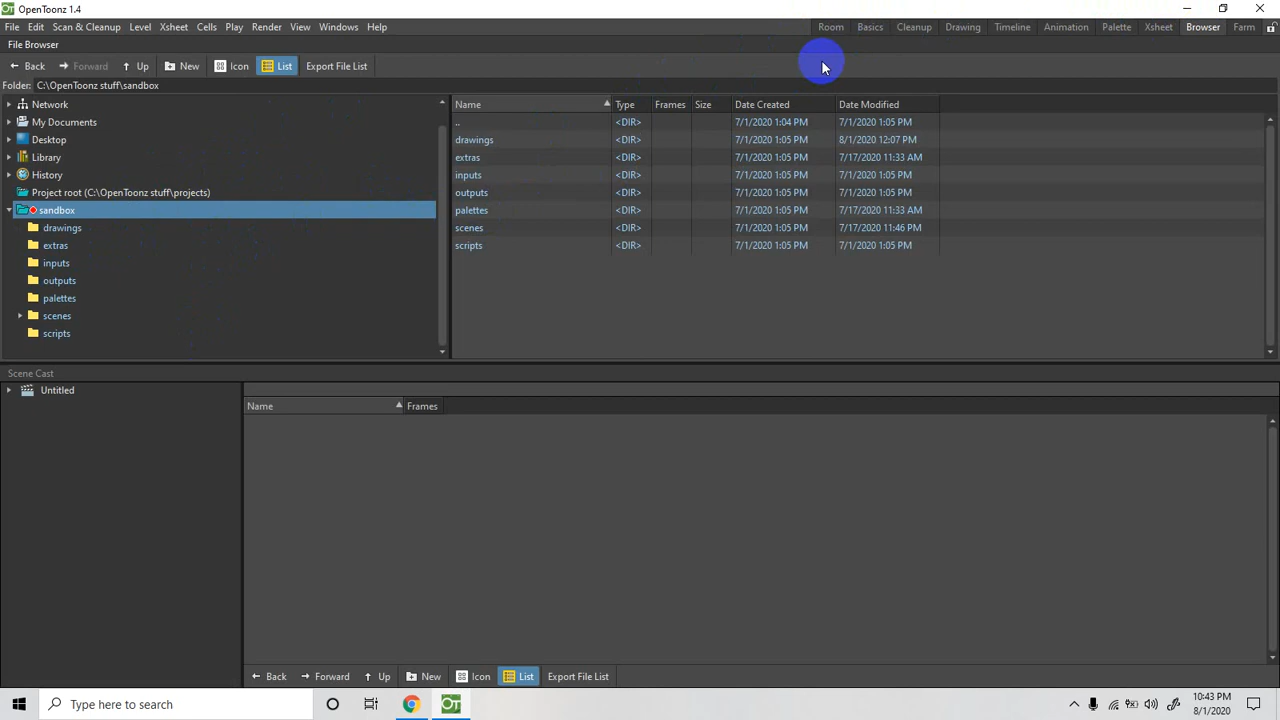 OpenToonz 1.4
File Edit Scan & Cleanup Level Xsheet Cells Play Render View Windows Help Room Basics Cleanup Drawing Timeline Animation Palette Xsheet Browser Farm
File Browser
Back Forward Up New Icon List Export File List
Folder: C:\OpenToonz stuff\sandbox
Network
My Documents
Desktop
Library
History
Project root (C:\OpenToonz stuff\projects)
sandbox
drawings
extras
inputs
outputs
palettes
scenes
scripts
Name Type Frames Size Date Created Date Modified
.. <DIR> 7/1/2020 1:04 PM 7/1/2020 1:05 PM
drawings <DIR> 7/1/2020 1:05 PM 8/1/2020 12:07 PM
extras <DIR> 7/1/2020 1:05 PM 7/17/2020 11:33 AM
inputs <DIR> 7/1/2020 1:05 PM 7/1/2020 1:05 PM
outputs <DIR> 7/1/2020 1:05 PM 7/1/2020 1:05 PM
palettes <DIR> 7/1/2020 1:05 PM 7/17/2020 11:33 AM
scenes <DIR> 7/1/2020 1:05 PM 7/17/2020 11:46 PM
scripts <DIR> 7/1/2020 1:05 PM 7/1/2020 1:05 PM
Scene Cast
Untitled
Name Frames
Back Forward Up New Icon List Export File List
Type here to search
OT
10:43 PM
8/1/2020